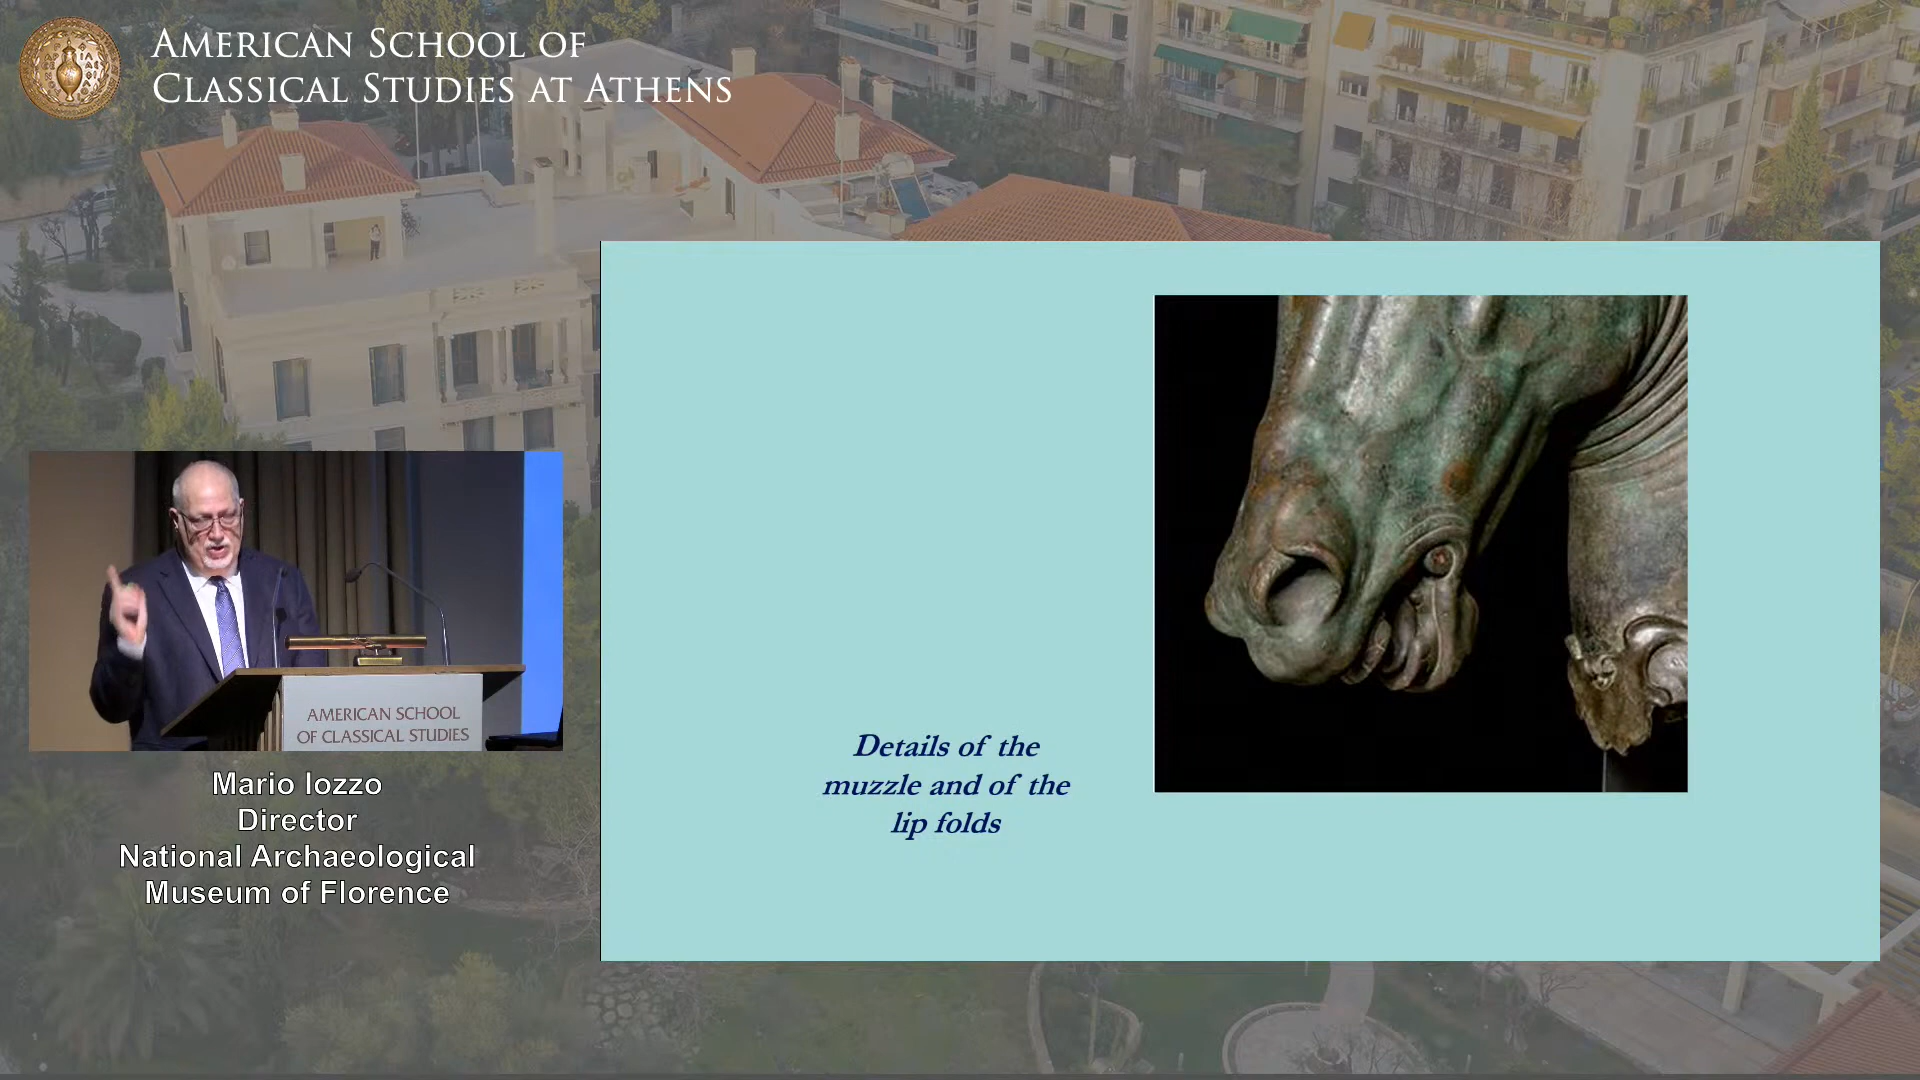 AMERICAN SCHOOL OF
CLASSICAL STUDIES AT ATHENS
AMERICAN SCHOOL
OF CLASSICAL STUDIES
Mario Iozzo
Director
National Archaeological
Museum of Florence
Details of the
muzzle and of the
lip folds